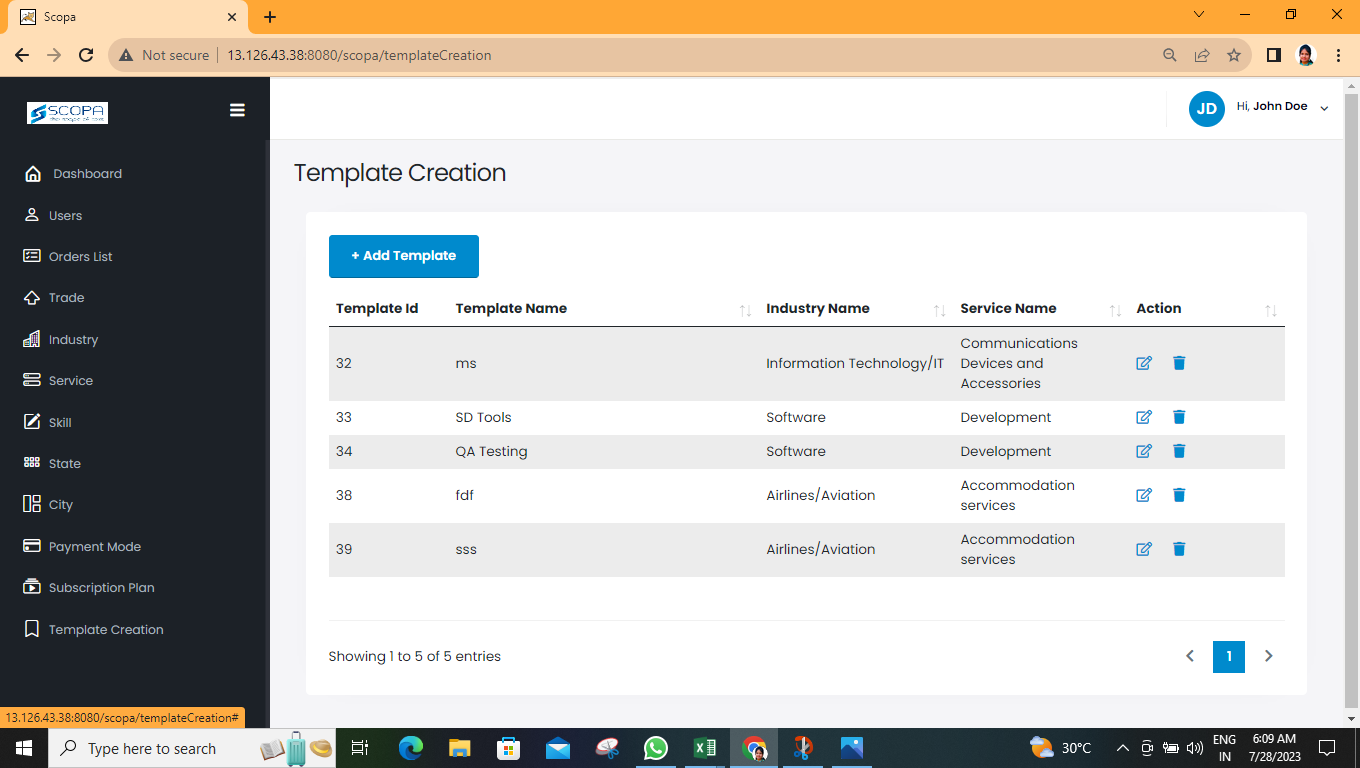 Scopa
Not secure
13.126.43.38:8080/scopa/templateCreation
SCOPA
JD
Hi, John Doe
Dashboard
Users
Orders List
Trade
Industry
Service
Skill
State
City
Payment Mode
Subscription Plan
Template Creation
Template Creation
+ Add Template
Template Id Template Name Industry Name Service Name Action
32 ms Information Technology/IT Communications
Devices and
Accessories
33 SD Tools Software Development
34 QA Testing Software Development
38 fdf Airlines/Aviation Accommodation
services
39 sss Airlines/Aviation Accommodation
services
Showing 1 to 5 of 5 entries
1
13.126.43.38:8080/scopa/templateCreation#
Type here to search
30°C
ENG
IN
6:09 AM
7/28/2023